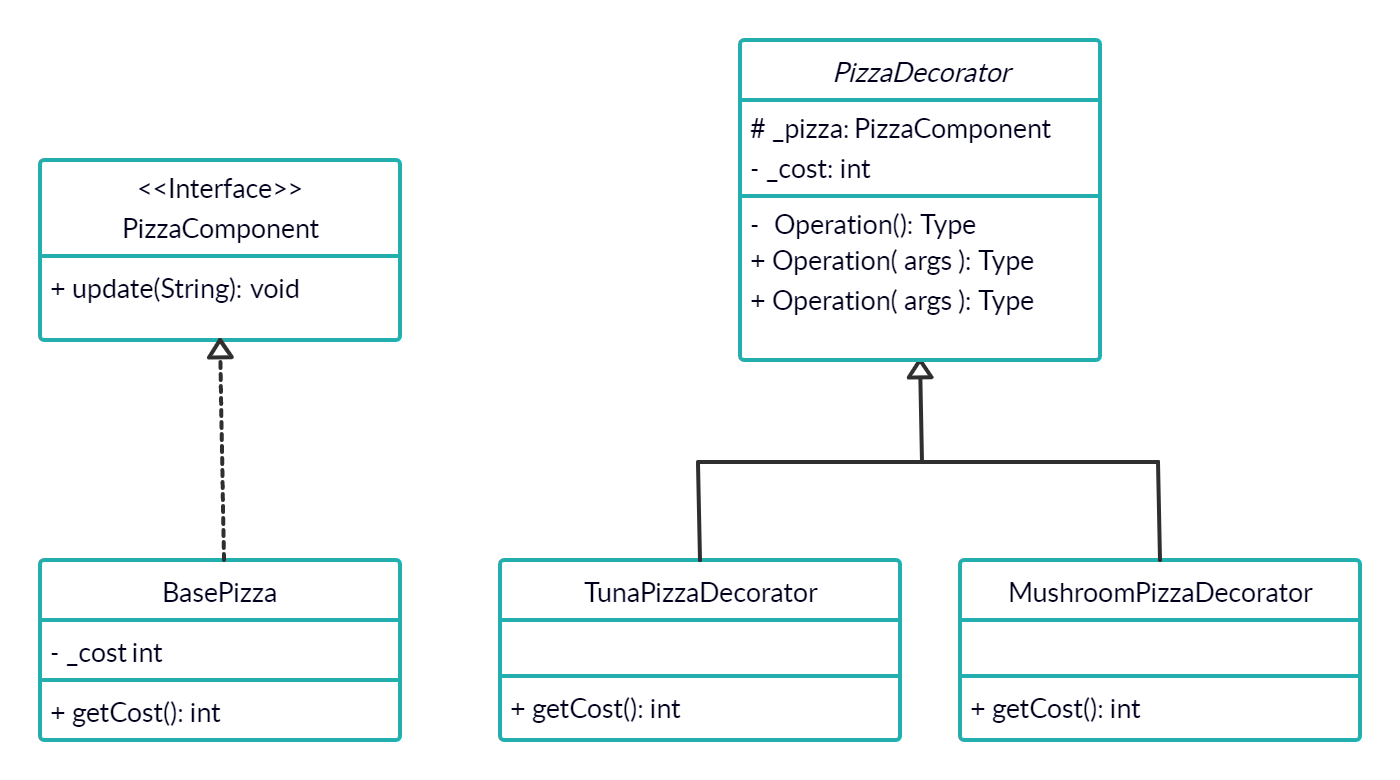 PizzaDecorator
# _pizza: PizzaComponent
- _cost: int
- Operation(): Type
+ Operation( args ): Type
+ Operation( args ): Type
<<Interface>>
PizzaComponent
+ update(String): void
BasePizza
- _cost int
+ getCost(): int
TunaPizzaDecorator
+ getCost(): int
MushroomPizzaDecorator
+ getCost(): int